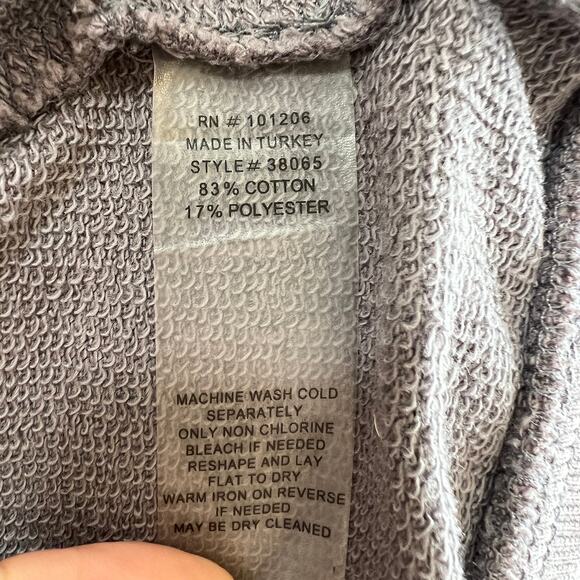 RN # 101206
MADE IN TURKEY
STYLE# 38065
83% COTTON
17% POLYESTER
MACHINE WASH COLD
SEPARATELY
ONLY NON CHLORINE
BLEACH IF NEEDED
RESHAPE AND LAY
FLAT TO DRY
WARM IRON ON REVERSE
IF NEEDED
MAY BE DRY CLEANED